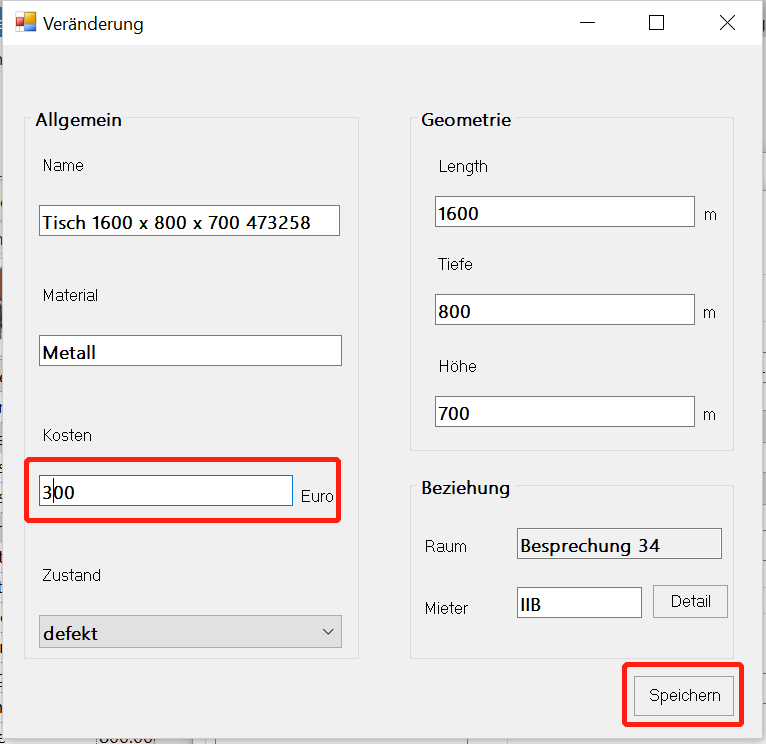 Veränderung
Allgemein
Name
Tisch 1600 x 800 x 700 473258
Material
Metall
Kosten
300 Euro
Zustand
defekt
Geometrie
Length
1600 m
Tiefe
800 m
Höhe
700 m
Beziehung
Raum Besprechung 34
Mieter IIB Detail
Speichern